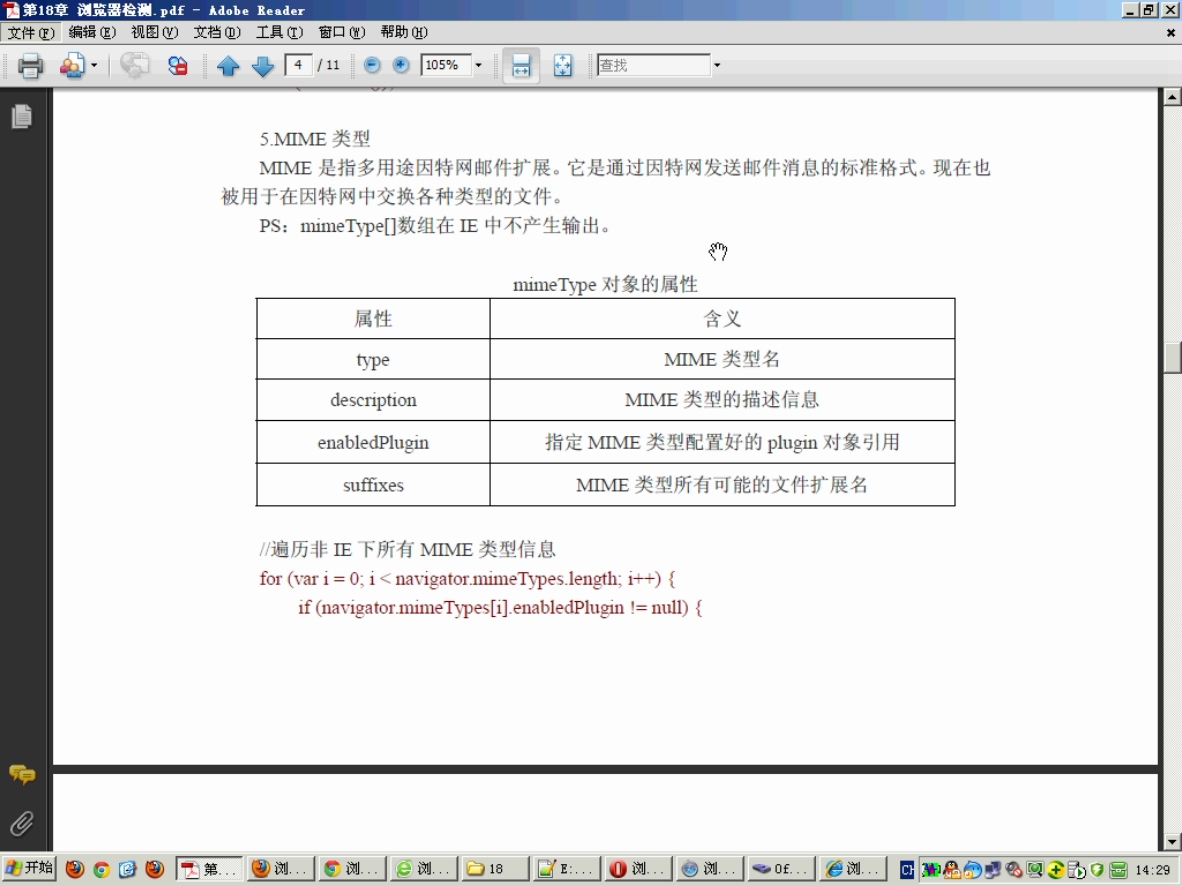 第18章 浏览器检测.pdf - Adobe Reader
文件(F) 编辑(E) 视图(V) 文档(D) 工具(T) 窗口(W) 帮助(H)
4 / 11 105% 查找
5.MIME 类型
MIME 是指多用途因特网邮件扩展。它是通过因特网发送邮件消息的标准格式。现在也
被用于在因特网中交换各种类型的文件。
PS：mimeType[]数组在 IE 中不产生输出。
mimeType 对象的属性
属性 含义
type MIME 类型名
description MIME 类型的描述信息
enabledPlugin 指定 MIME 类型配置好的 plugin 对象引用
suffixes MIME 类型所有可能的文件扩展名
//遍历非 IE 下所有 MIME 类型信息
for (var i = 0; i < navigator.mimeTypes.length; i++) {
if (navigator.mimeTypes[i].enabledPlugin != null) {
开始 第... 浏... 浏... 浏... 18 E:... 浏... 浏... Of... 浏... 14:29